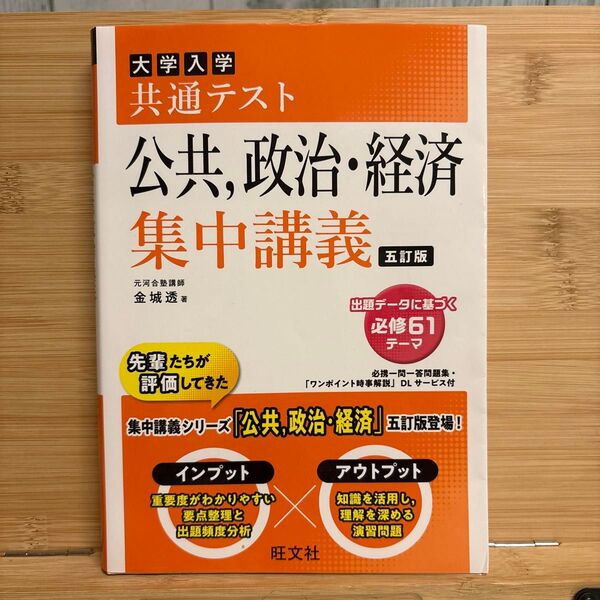 大学入学
共通テスト
公共,政治・経済
集中講義 五訂版
元河合塾講師
金城透 著
出題データに基づく
必修61
テーマ
必携一問一答問題集・
「ワンポイント時事解説」DLサービス付
先輩たちが
評価してきた
集中講義シリーズ「公共,政治・経済」五訂版登場!
インプット
重要度がわかりやすい
要点整理と
出題頻度分析
アウトプット
知識を活用し,
理解を深める
演習問題
旺文社